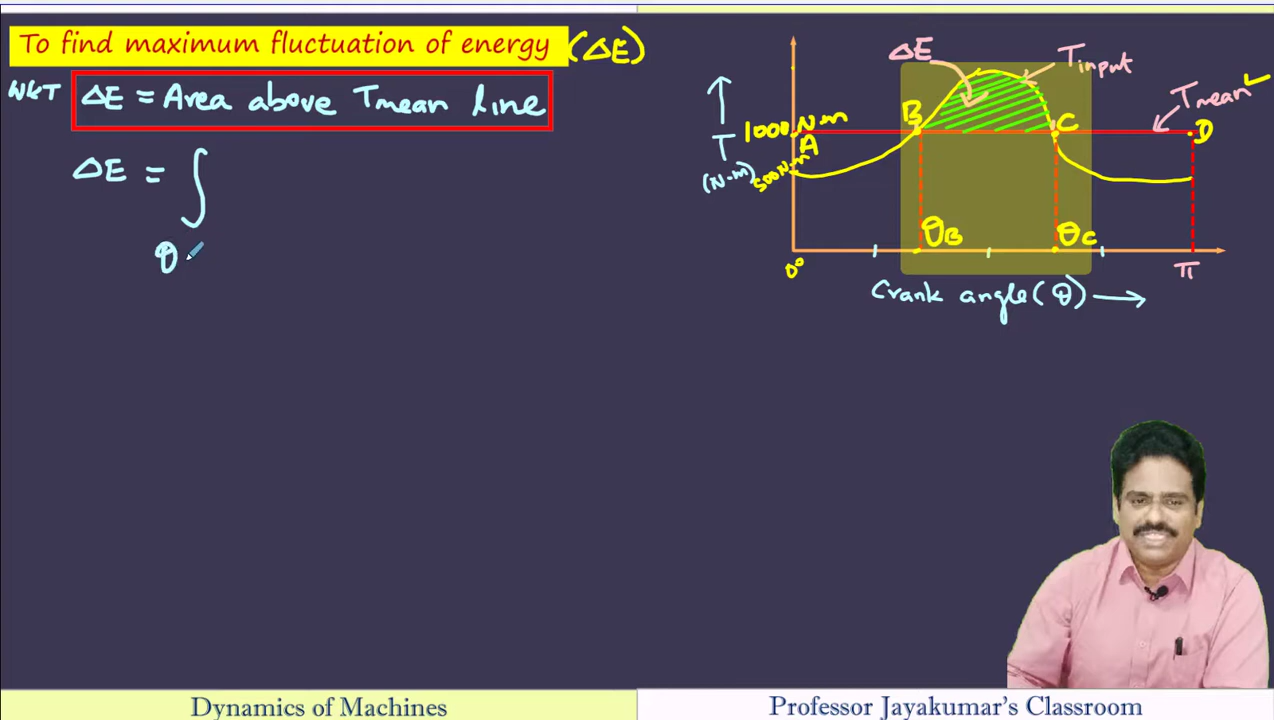 To find maximum fluctuation of energy (ΔE)
WKT ΔE = Area above Tmean line
ΔE = ∫
θ
ΔE
Tinput
Tmean
T
(N-m)
1000 N-m
A
500 N-m
B
C
D
θB
θC
0°
π
Crank angle (θ) →
Dynamics of Machines
Professor Jayakumar's Classroom